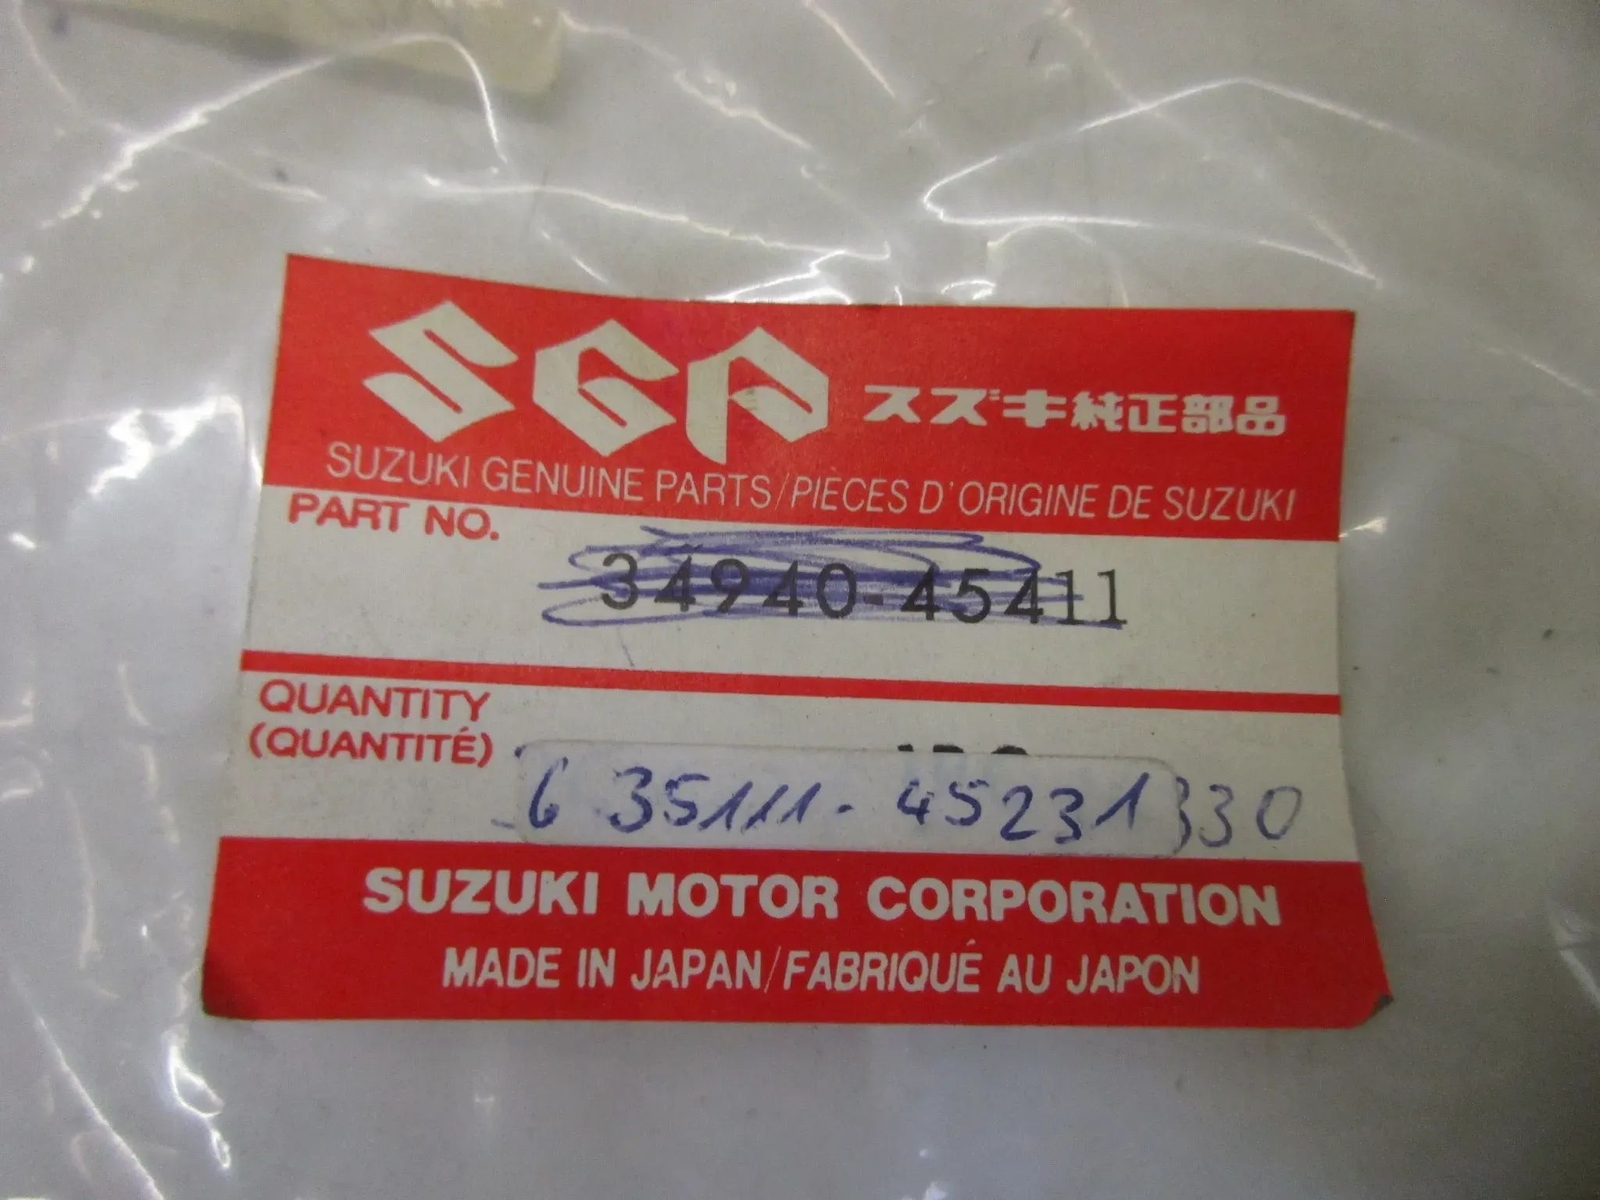 SGP スズキ純正部品
SUZUKI GENUINE PARTS/PIÈCES D'ORIGINE DE SUZUKI
PART NO.
34940-45411
QUANTITY
(QUANTITÉ)
6 35111-45231 330
SUZUKI MOTOR CORPORATION
MADE IN JAPAN/FABRIQUÉ AU JAPON